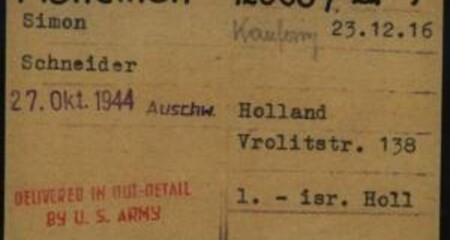 Simon
23.12.16
Schneider
27. Okt. 1944 Auschw.
Holland
Vrolitstr. 138
1. - isr. Holl
DELIVERED IN OUT-DETAIL
BY U. S. ARMY